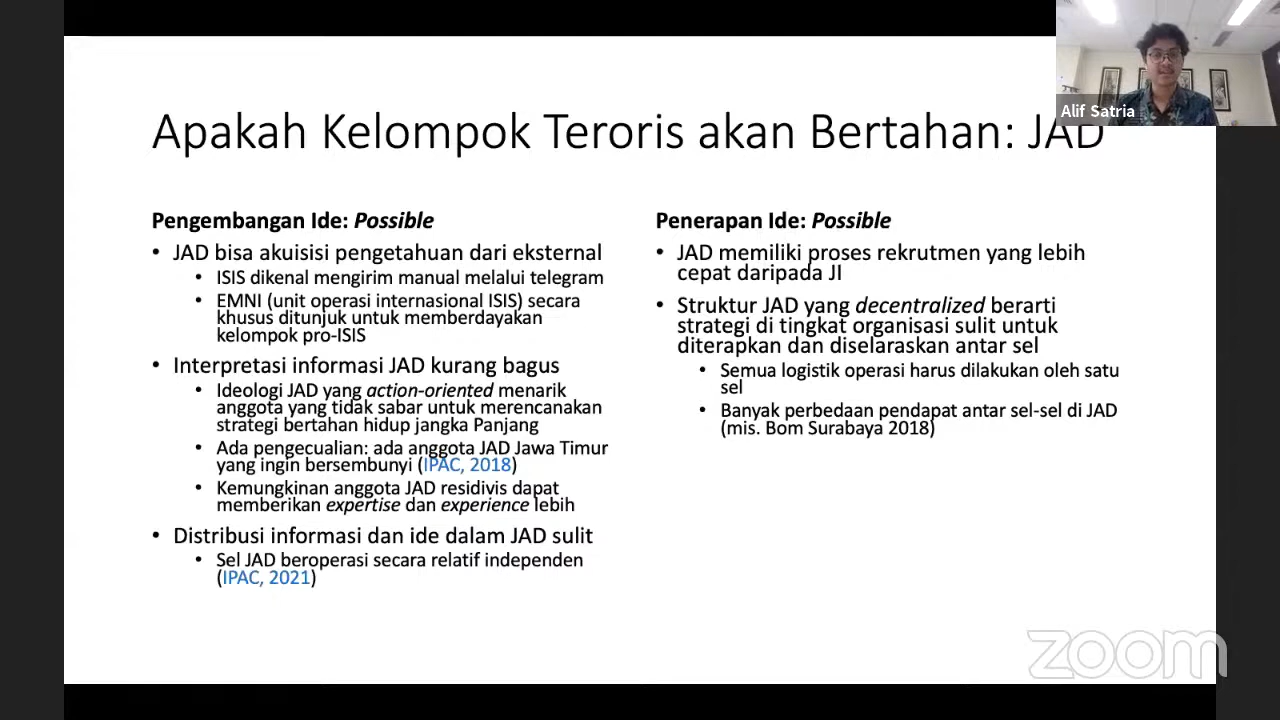 Alif Satria
Apakah Kelompok Teroris akan Bertahan: JAD
Pengembangan Ide: Possible
• JAD bisa akuisisi pengetahuan dari eksternal
• ISIS dikenal mengirim manual melalui telegram
• EMNI (unit operasi internasional ISIS) secara
khusus ditunjuk untuk memberdayakan
kelompok pro-ISIS
• Interpretasi informasi JAD kurang bagus
• Ideologi JAD yang action-oriented menarik
anggota yang tidak sabar untuk merencanakan
strategi bertahan hidup jangka Panjang
• Ada pengecualian: ada anggota JAD Jawa Timur
yang ingin bersembunyi (IPAC, 2018)
• Kemungkinan anggota JAD residivis dapat
memberikan expertise dan experience lebih
• Distribusi informasi dan ide dalam JAD sulit
• Sel JAD beroperasi secara relatif independen
(IPAC, 2021)
Penerapan Ide: Possible
• JAD memiliki proses rekrutmen yang lebih
cepat daripada JI
• Struktur JAD yang decentralized berarti
strategi di tingkat organisasi sulit untuk
diterapkan dan diselaraskan antar sel
• Semua logistik operasi harus dilakukan oleh satu
sel
• Banyak perbedaan pendapat antar sel-sel di JAD
(mis. Bom Surabaya 2018)
zoom